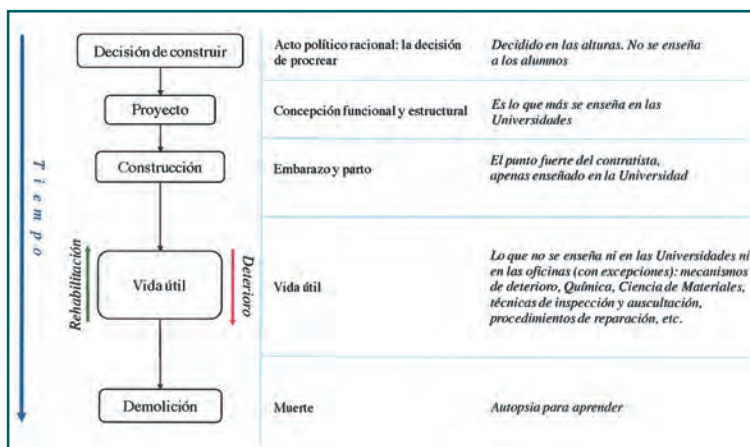 Decisión de construir
Acto político racional: la decisión
de procrear
Decidido en las alturas. No se enseña
a los alumnos
Proyecto
Concepción funcional y estructural
Es lo que más se enseña en las
Universidades
Construcción
Embarazo y parto
El punto fuerte del contratista,
apenas enseñado en la Universidad
Tiempo
Rehabilitación
Vida útil
Deterioro
Vida útil
Lo que no se enseña ni en las Universidades ni
en las oficinas (con excepciones): mecanismos
de deterioro, Química, Ciencia de Materiales,
técnicas de inspección y auscultación,
procedimientos de reparación, etc.
Demolición
Muerte
Autopsia para aprender